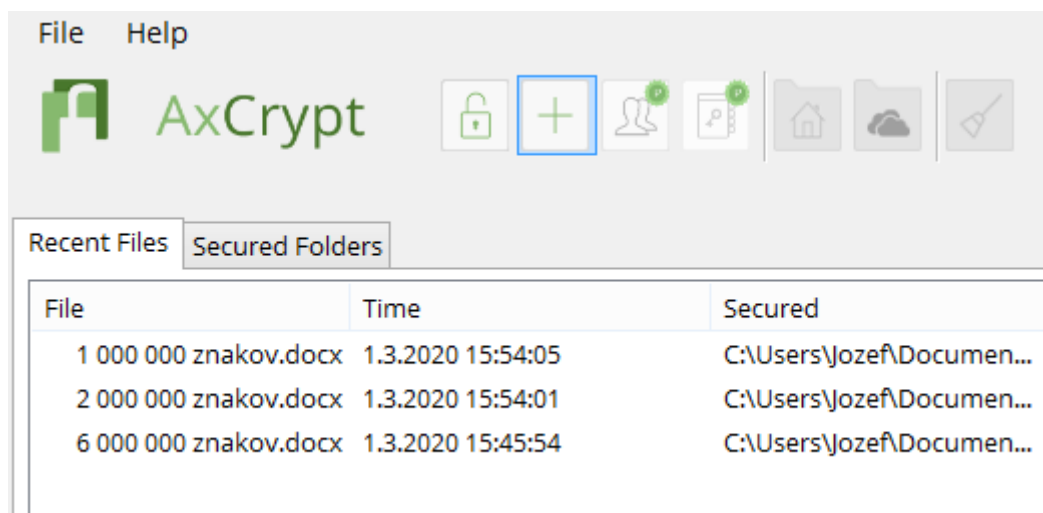 File Help
AxCrypt
Recent Files Secured Folders
File Time Secured
1 000 000 znakov.docx 1.3.2020 15:54:05 C:\Users\Jozef\Documen...
2 000 000 znakov.docx 1.3.2020 15:54:01 C:\Users\Jozef\Documen...
6 000 000 znakov.docx 1.3.2020 15:45:54 C:\Users\Jozef\Documen...